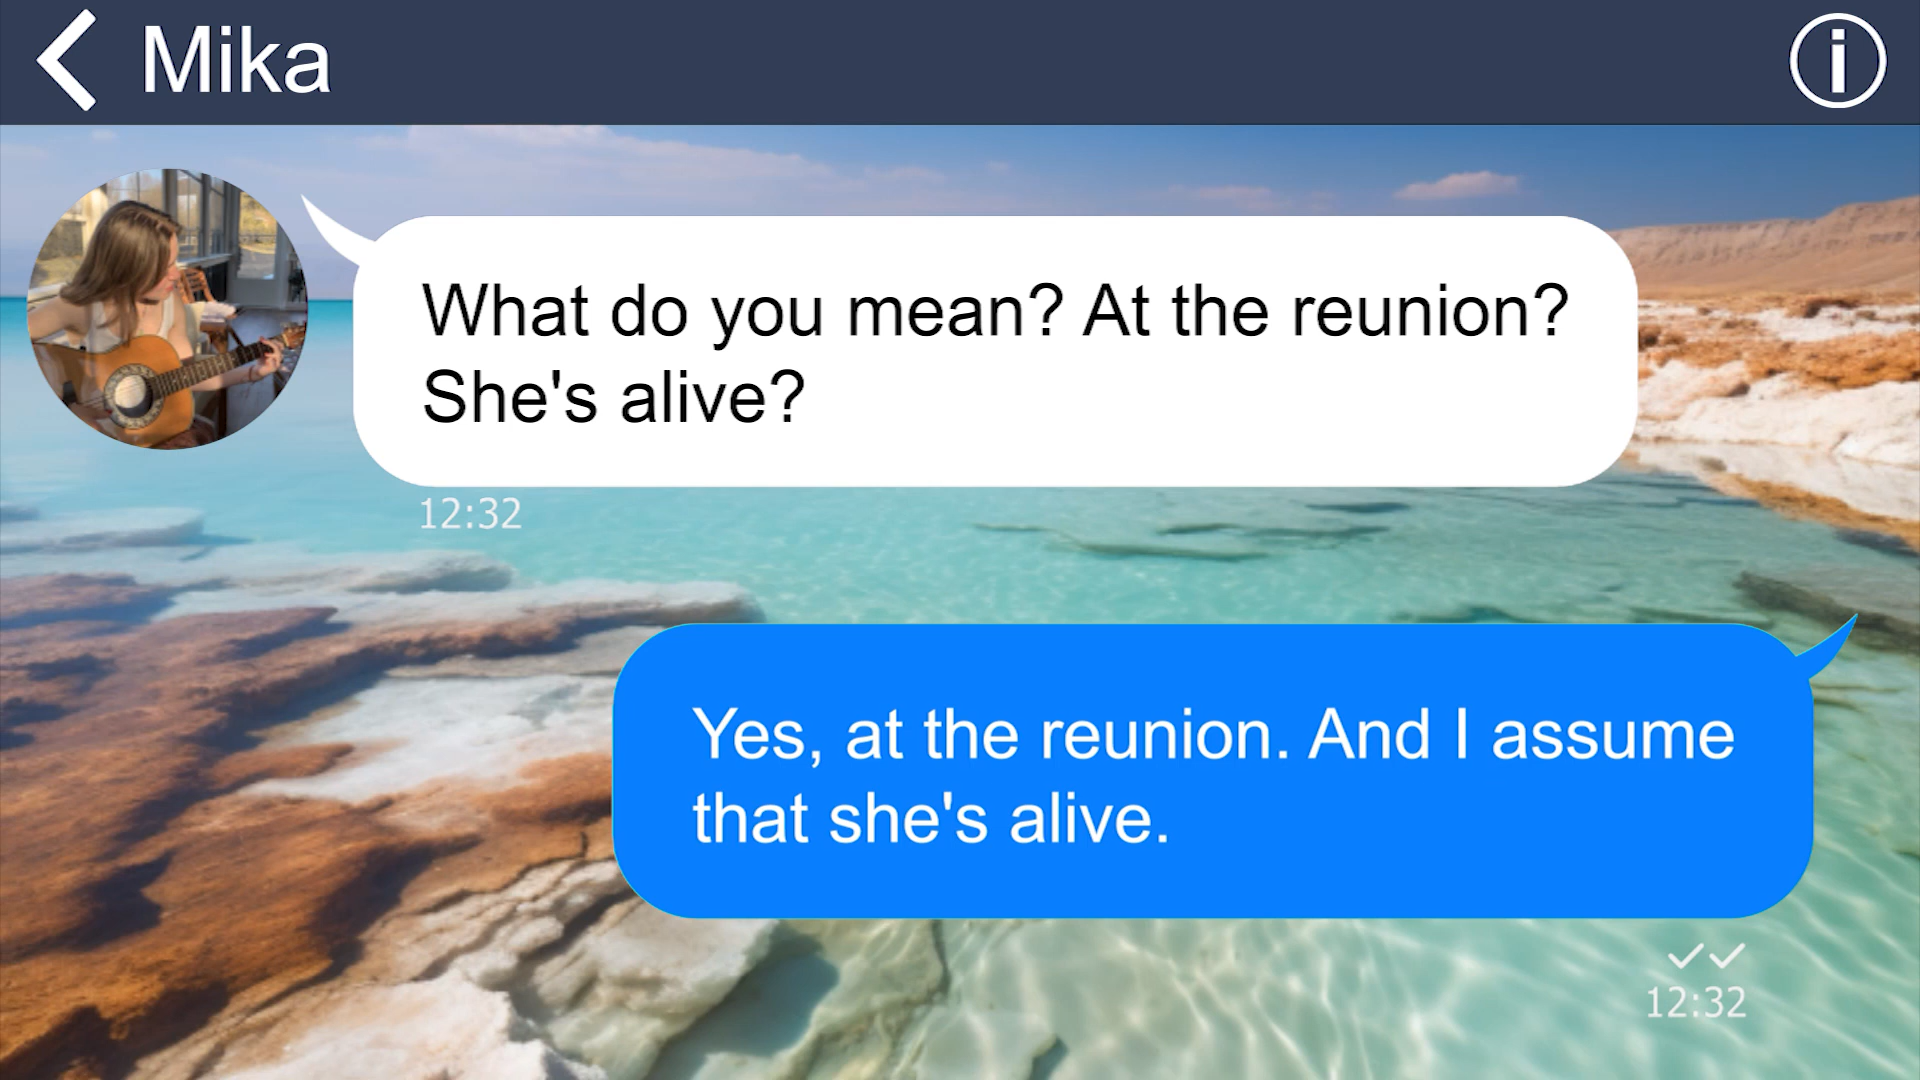 Mika
What do you mean? At the reunion?
She's alive?
12:32
Yes, at the reunion. And I assume
that she's alive.
12:32